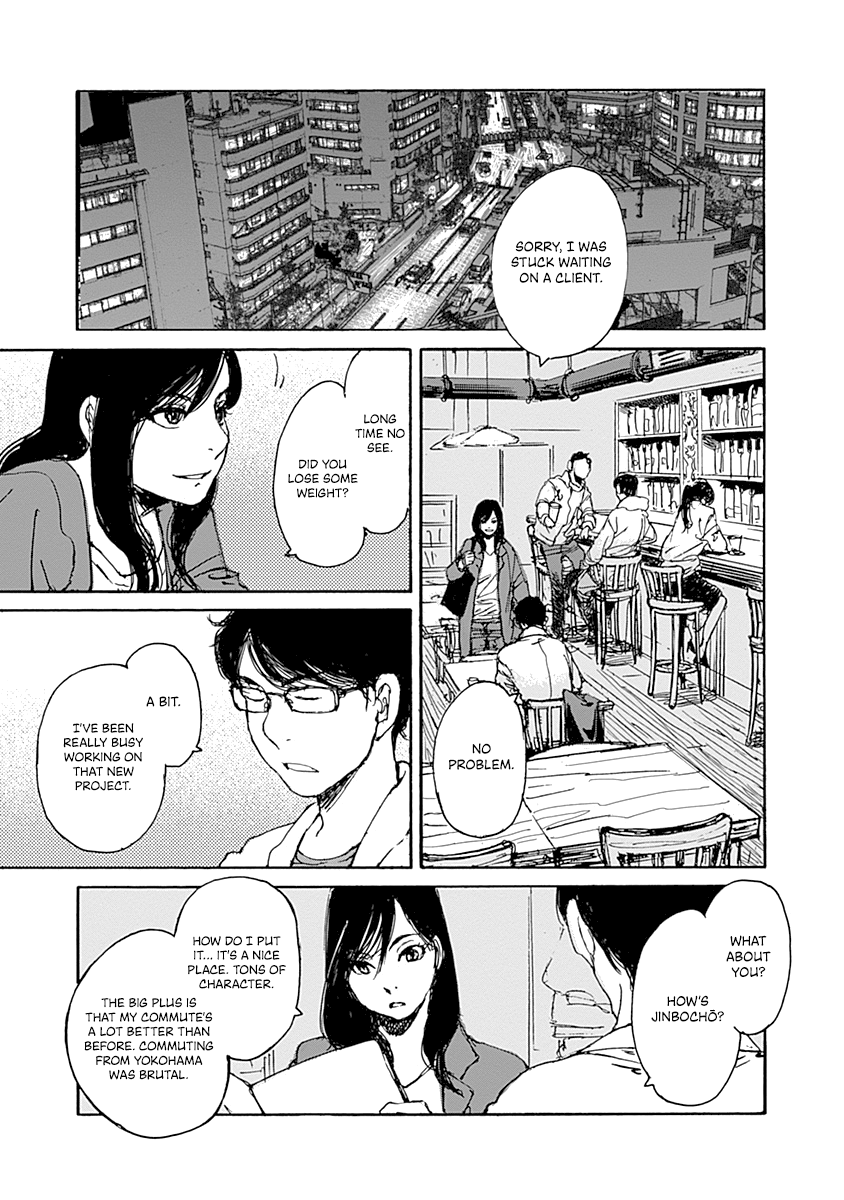 SORRY, I WAS
STUCK WAITING
ON A CLIENT.
NO
PROBLEM.
LONG
TIME NO
SEE.
DID YOU
LOSE SOME
WEIGHT?
A BIT.
I'VE BEEN
REALLY BUSY
WORKING ON
THAT NEW
PROJECT.
WHAT
ABOUT
YOU?
HOW'S
JINBOCHŌ?
HOW DO I PUT
IT... IT'S A NICE
PLACE. TONS OF
CHARACTER.
THE BIG PLUS IS
THAT MY COMMUTE'S
A LOT BETTER THAN
BEFORE. COMMUTING
FROM YOKOHAMA
WAS BRUTAL.